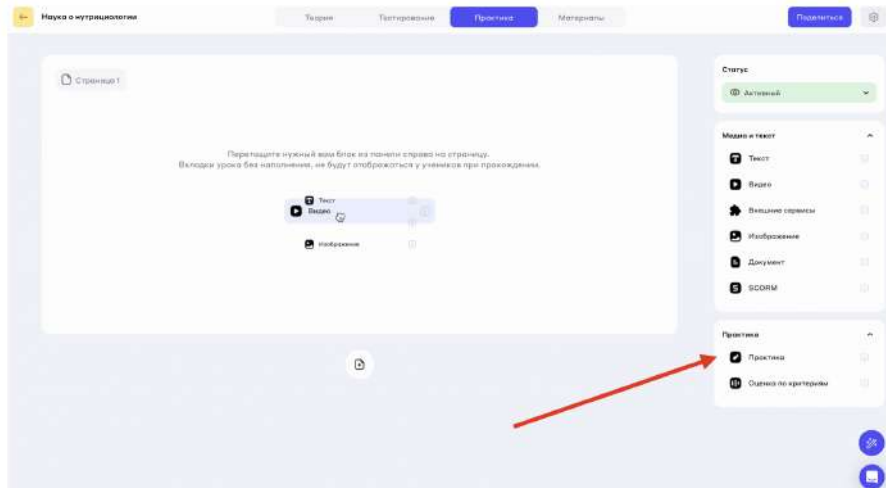 Наука о нутрициологии
Теория
Тестирование
Практика
Материалы
Поделиться
Страница 1
Перетащите нужный вам блок из панели справа на страницу.
Вкладки урока без наполнения, не будут отображаться у учеников при прохождении.
Текст
Видео
Изображение
Статус
Активный
Медиа и текст
Текст
Видео
Внешние сервисы
Изображение
Документ
SCORM
Практика
Практика
Оценка по критериям